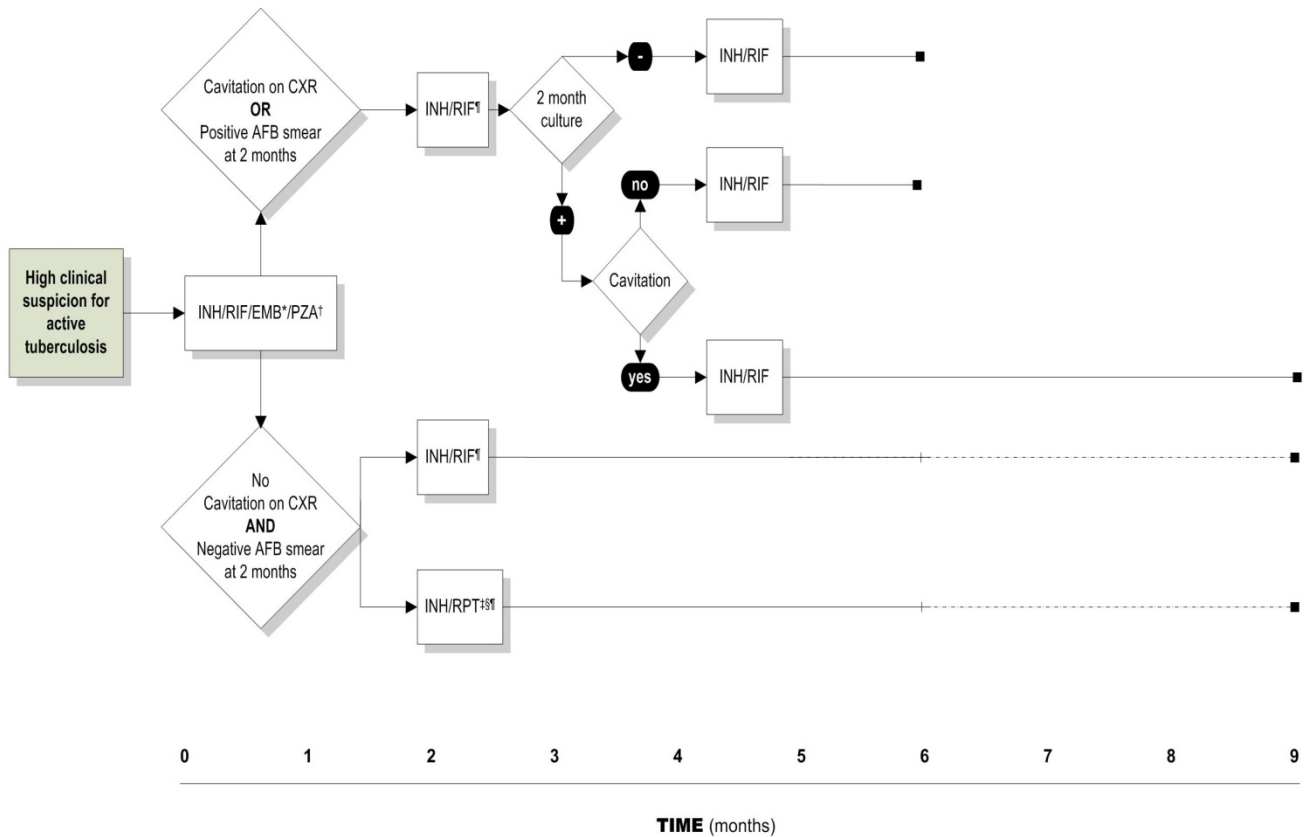 High clinical
suspicion for
active
tuberculosis
INH/RIF/EMB*/PZA†
Cavitation on CXR
OR
Positive AFB smear
at 2 months
INH/RIF¶
2 month
culture
-
INH/RIF
+
Cavitation
no
INH/RIF
yes
INH/RIF
No
Cavitation on CXR
AND
Negative AFB smear
at 2 months
INH/RIF¶
INH/RPT‡§¶
0 1 2 3 4 5 6 7 8 9
TIME (months)